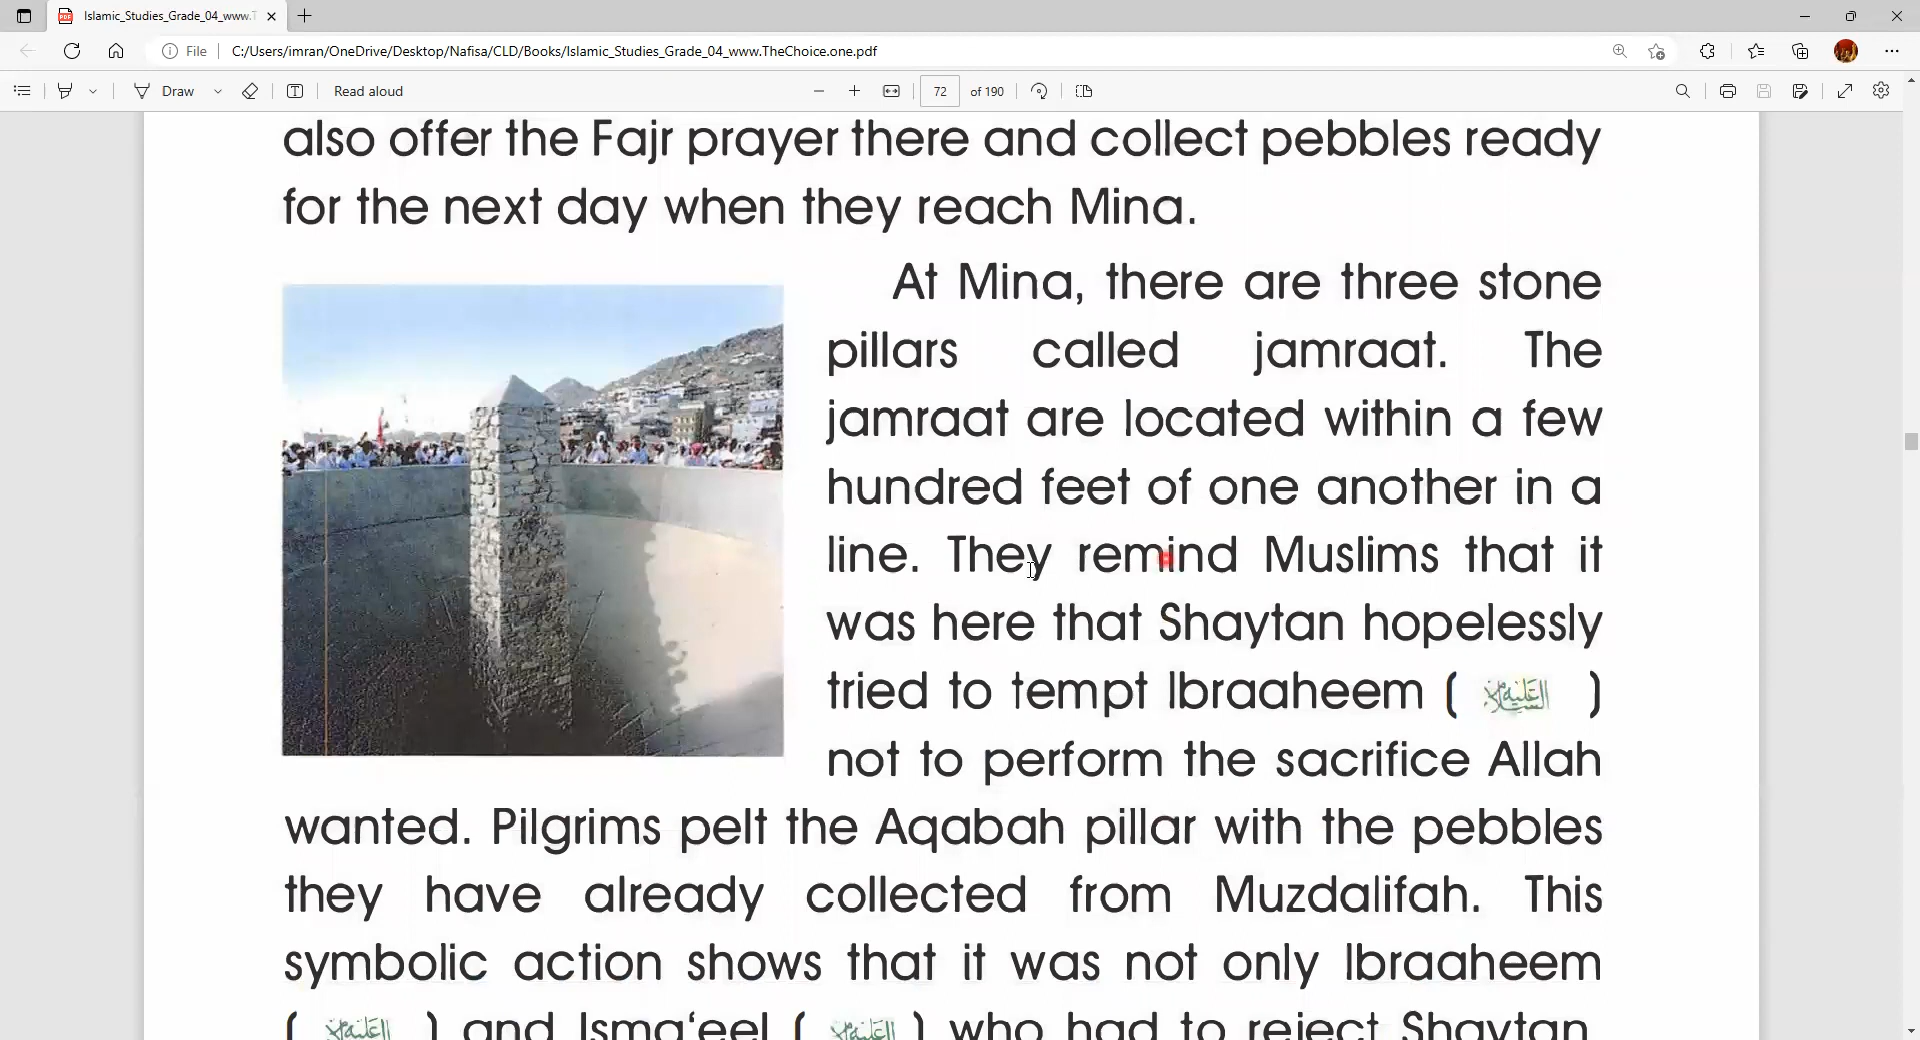 Islamic_Studies_Grade_04_www.T
File
C:/Users/imran/OneDrive/Desktop/Nafisa/CLD/Books/Islamic_Studies_Grade_04_www.TheChoice.one.pdf
Draw
Read aloud
72
of 190
also offer the Fajr prayer there and collect pebbles ready
for the next day when they reach Mina.
At Mina, there are three stone
pillars called jamraat. The
jamraat are located within a few
hundred feet of one another in a
line. They remind Muslims that it
was here that Shaytan hopelessly
tried to tempt Ibraaheem (عليه السلام)
not to perform the sacrifice Allah
wanted. Pilgrims pelt the Aqabah pillar with the pebbles
they have already collected from Muzdalifah. This
symbolic action shows that it was not only Ibraaheem
(عليه السلام) and Isma‘eel (عليه السلام) who had to reject Shaytan